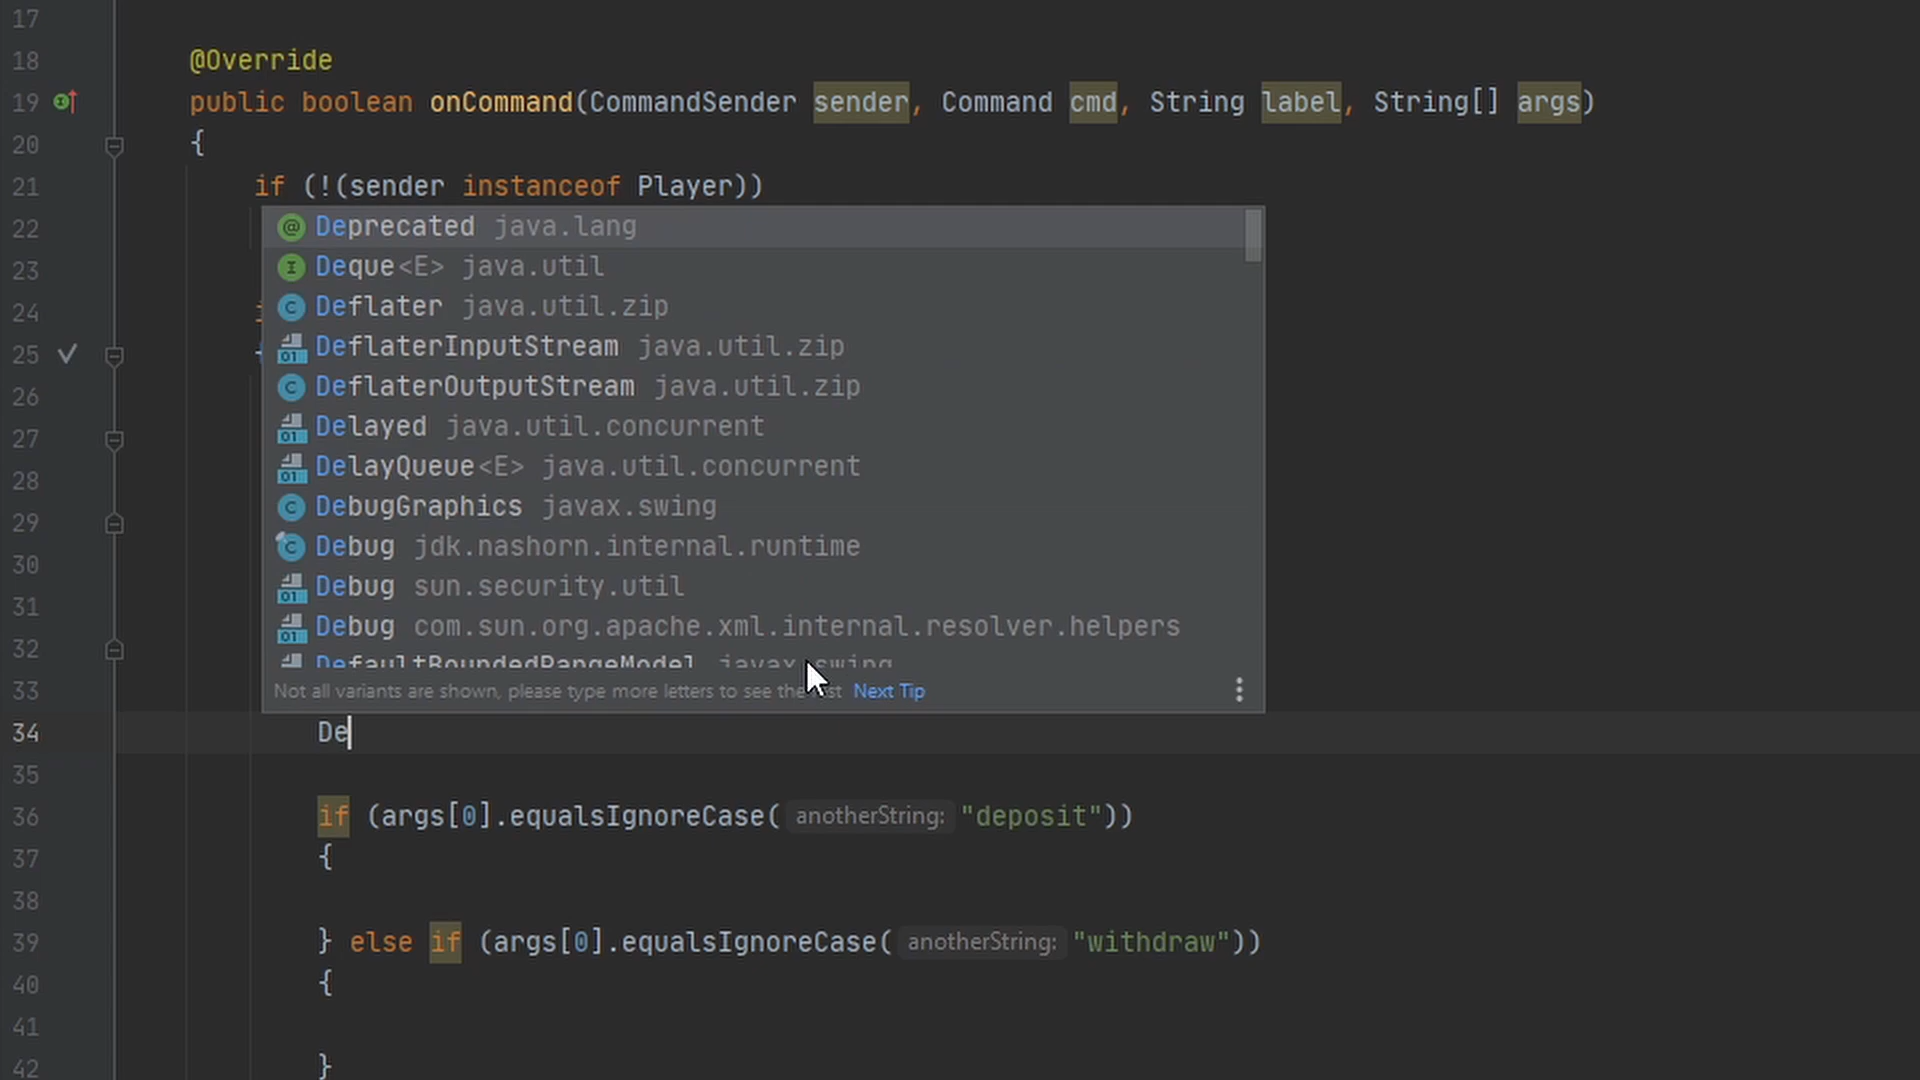 17
18 @Override
19 public boolean onCommand(CommandSender sender, Command cmd, String label, String[] args)
20 {
21 if (!(sender instanceof Player))
22 Deprecated java.lang
23 Deque<E> java.util
24 Deflater java.util.zip
25 DeflaterInputStream java.util.zip
26 DeflaterOutputStream java.util.zip
27 Delayed java.util.concurrent
28 DelayQueue<E> java.util.concurrent
DebugGraphics javax.swing
29 Debug jdk.nashorn.internal.runtime
30 Debug sun.security.util
31 Debug com.sun.org.apache.xml.internal.resolver.helpers
32 DefaultBoundedRangeModel javax.swing
33 Not all variants are shown, please type more letters to see the Next Tip
34 De
35
36 if (args[0].equalsIgnoreCase( anotherString: "deposit"))
37 {
38
39 } else if (args[0].equalsIgnoreCase( anotherString: "withdraw"))
40 {
41
42 }